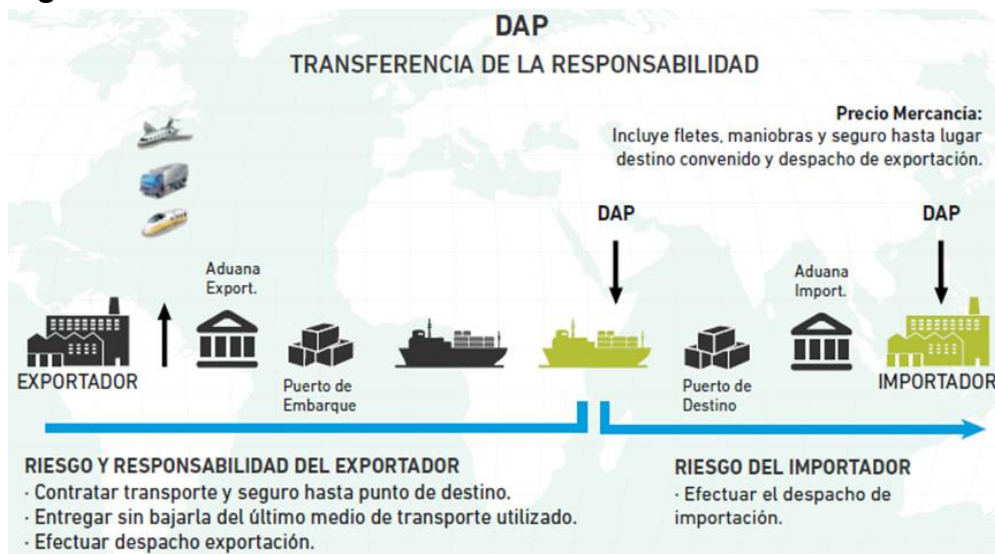 DAP
TRANSFERENCIA DE LA RESPONSABILIDAD
Precio Mercancía:
Incluye fletes, maniobras y seguro hasta lugar
destino convenido y despacho de exportación.
DAP
DAP
Aduana
Export.
Aduana
Import.
EXPORTADOR
Puerto de
Embarque
Puerto de
Destino
IMPORTADOR
RIESGO Y RESPONSABILIDAD DEL EXPORTADOR
· Contratar transporte y seguro hasta punto de destino.
· Entregar sin bajarla del último medio de transporte utilizado.
· Efectuar despacho exportación.
RIESGO DEL IMPORTADOR
· Efectuar el despacho de
importación.